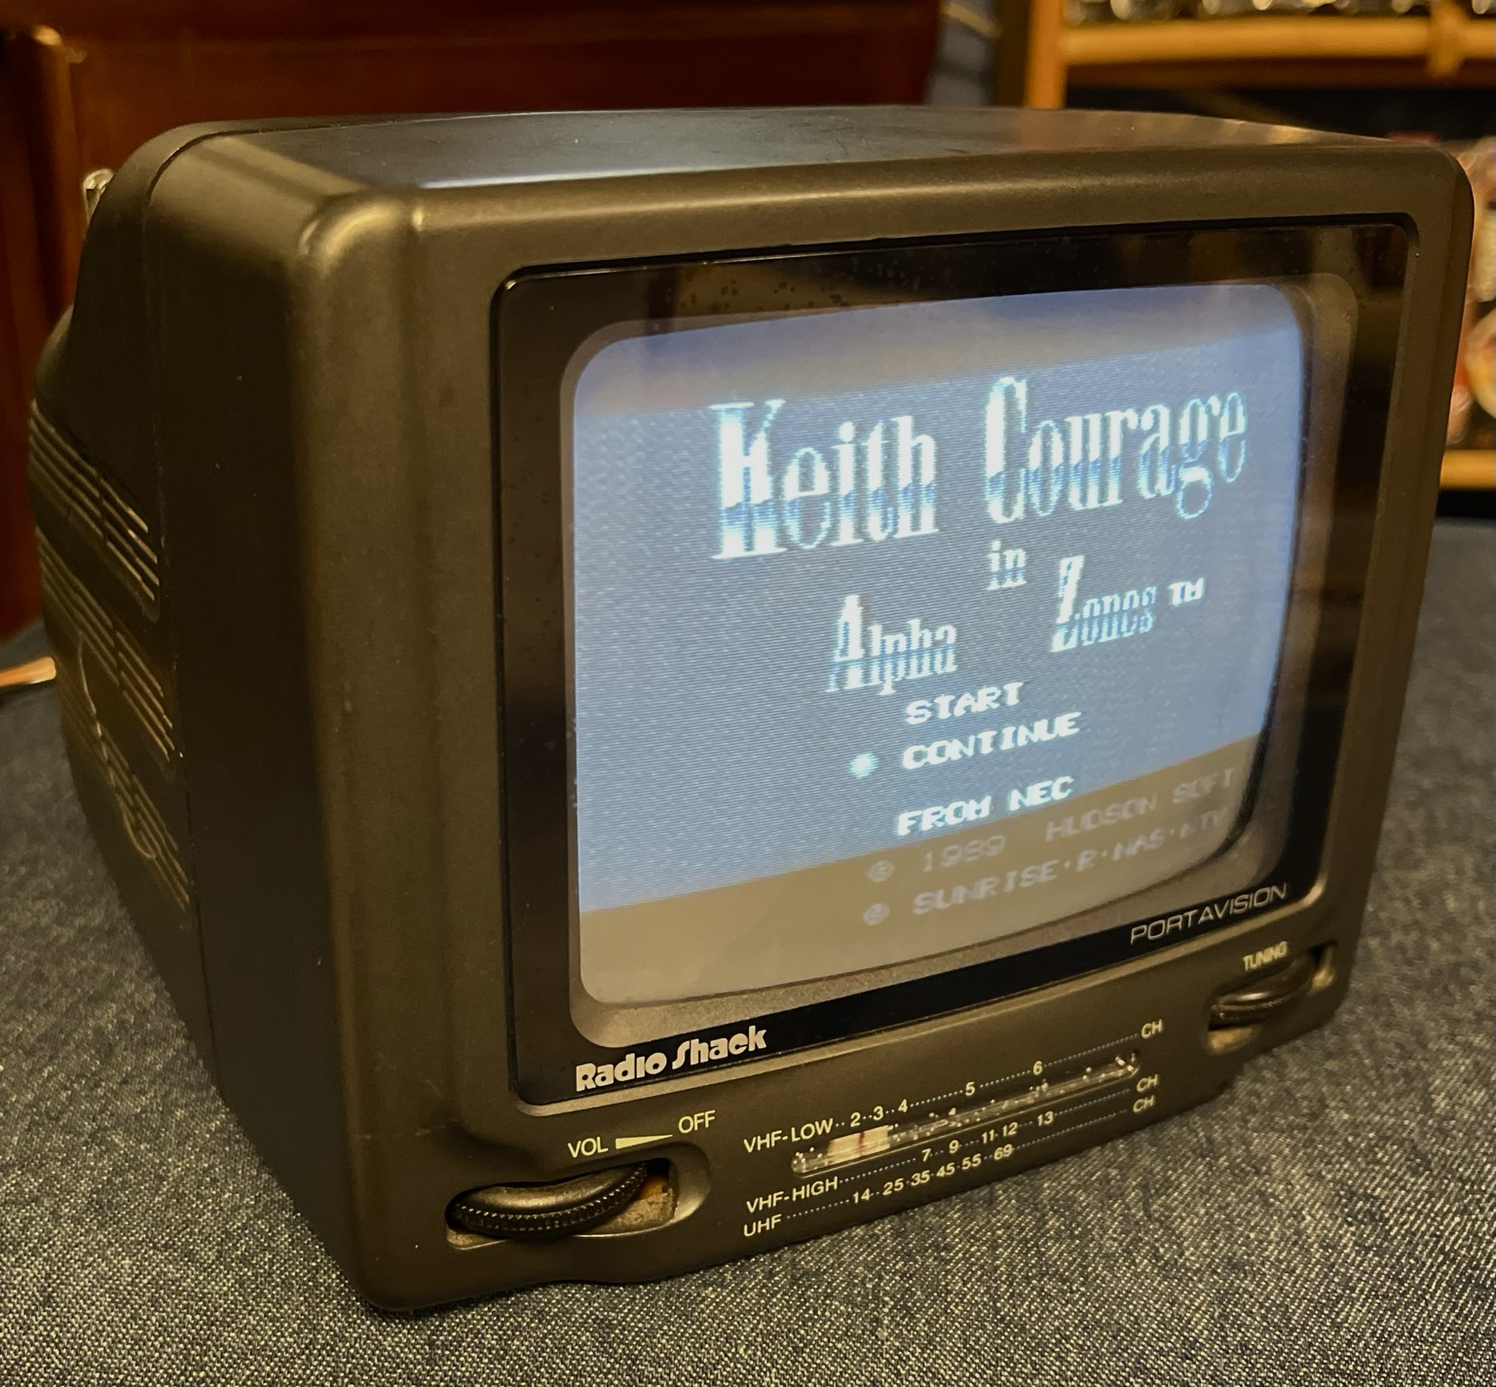 Keith Courage
in
Alpha Zones™
START
CONTINUE
FROM NEC
© 1989 HUDSON SOFT
© SUNRISE·R·NAS·NTV
PORTAVISION
Radio Shack
TUNING
VOL OFF
VHF-LOW··2··3··4········5········6········CH
VHF-HIGH········7··9···11·12···13········CH
UHF········14··25·35·45·55··69········CH